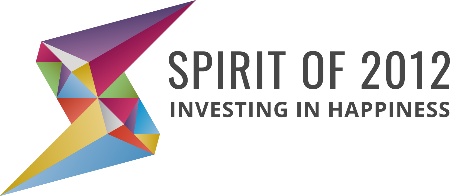 SPIRIT OF 2012
INVESTING IN HAPPINESS